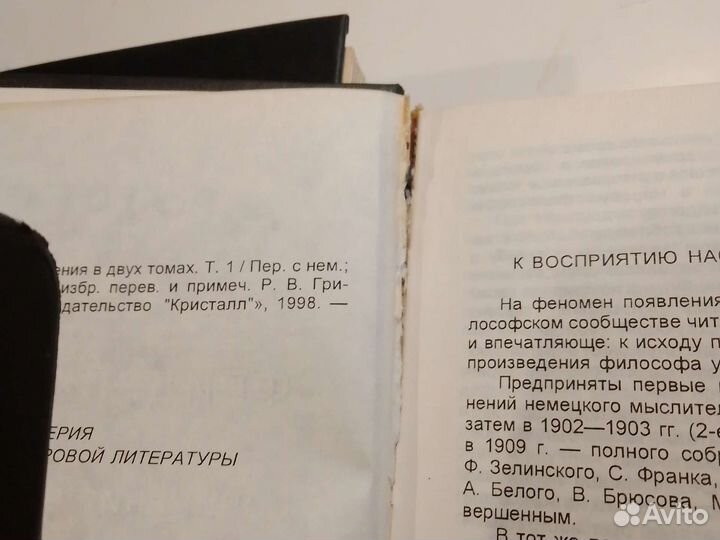 ения в двух томах. Т. 1 / Пер. с нем.;
избр. перев. и примеч. Р. В. Гри-
дательство "Кристалл"», 1998. —
ЕРИЯ
РОВОЙ ЛИТЕРАТУРЫ
К ВОСПРИЯТИЮ НАС
На феномен появления
лософском сообществе чит
и впечатляюще: к исходу п
произведения философа у
Предприняты первые
нений немецкого мыслител
затем в 1902—1903 гг. (2-е
в 1909 г. — полного собр
Ф. Зелинского, С. Франка,
А. Белого, В. Брюсова, М
вершенным.
В тот же
Avito